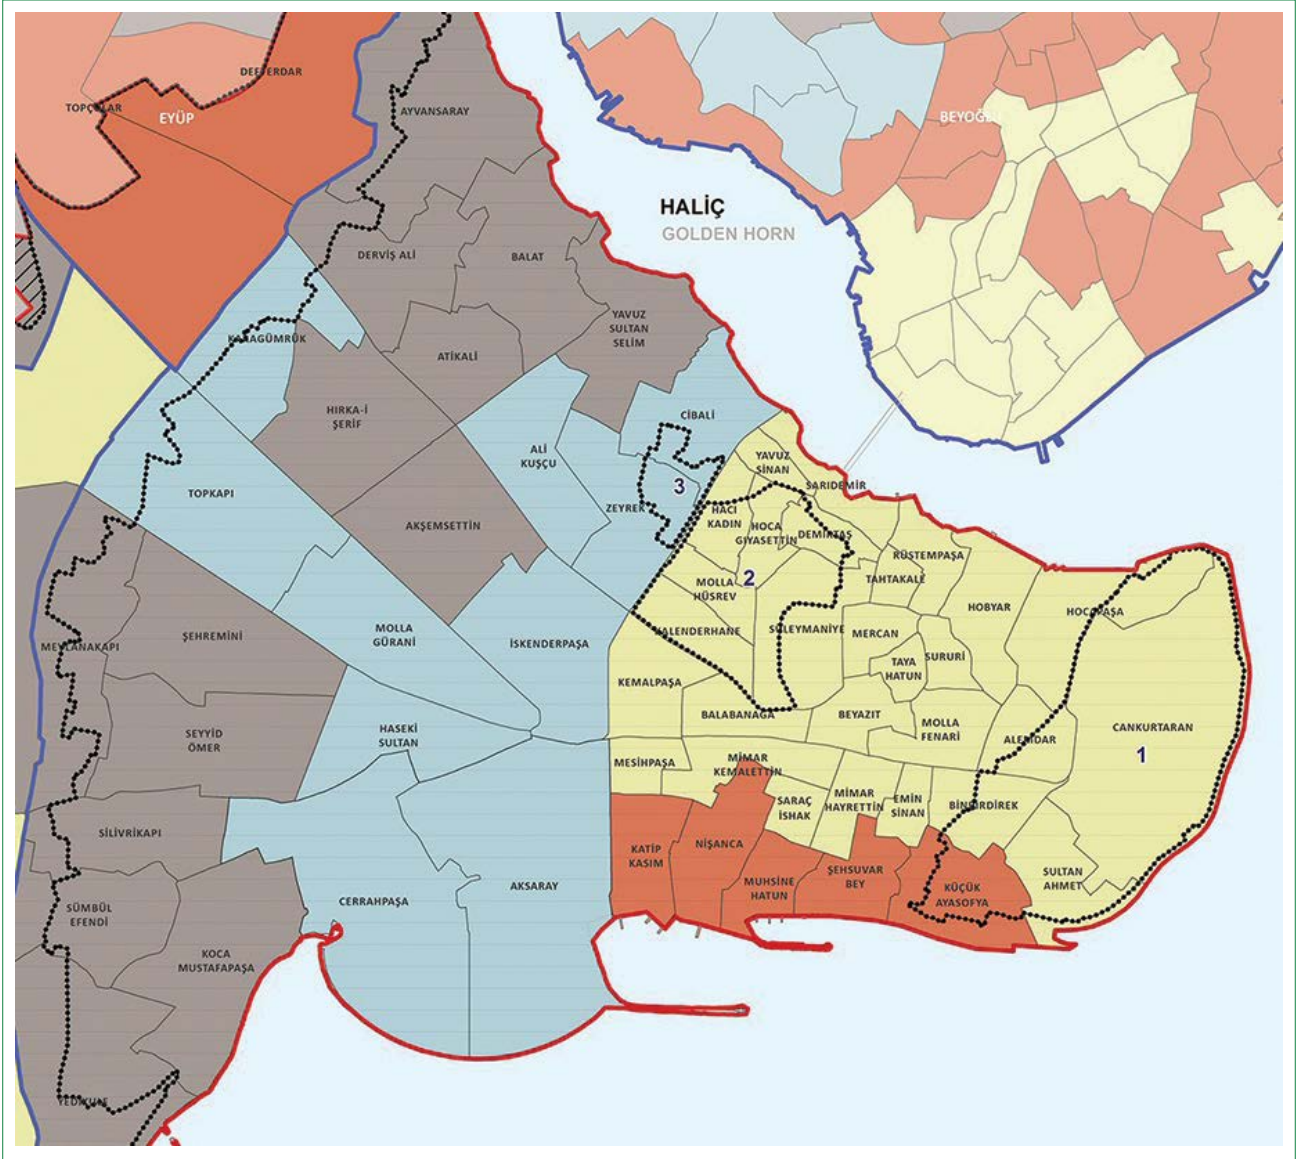 DEFTERDAR
TOPÇULAR
EYÜP
AYVANSARAY
BEYOĞLU
HALİÇ
GOLDEN HORN
DERVİŞ ALİ
BALAT
YAVUZ
SULTAN
SELİM
KARAGÜMRÜK
ATİKALİ
HIRKA-İ
ŞERİF
CİBALİ
ALİ
KUŞÇU
YAVUZ
SİNAN
SARIDEMİR
TOPKAPI
3
ZEYREK
HACI
KADIN
AKŞEMSETTİN
HOCA
GIYASETTİN
DEMİRTAŞ
RÜSTEMPAŞA
TAHTAKALE
2
MOLLA
HÜSREV
HOBYAR
HOCAPAŞA
MOLLA
GÜRANİ
KALENDERHANE
SÜLEYMANİYE
MERCAN
ŞEHREMİNİ
MEVLANAKAPI
İSKENDERPAŞA
TAYA
HATUN
SURURİ
KEMALPAŞA
BALABANAĞA
BEYAZIT
MOLLA
FENARİ
CANKURTARAN
HASEKİ
SULTAN
SEYYİD
ÖMER
ALEMDAR
1
MESİHPAŞA
MİMAR
KEMALETTİN
SARAÇ
İSHAK
MİMAR
HAYRETTİN
EMİN
SİNAN
BİNBİRDİREK
SİLİVRİKAPI
KATİP
KASIM
NİŞANCA
MUHSİNE
HATUN
ŞEHSUVAR
BEY
KÜÇÜK
AYASOFYA
SULTAN
AHMET
CERRAHPAŞA
AKSARAY
SÜMBÜL
EFENDİ
KOCA
MUSTAFAPAŞA
YEDİKULE